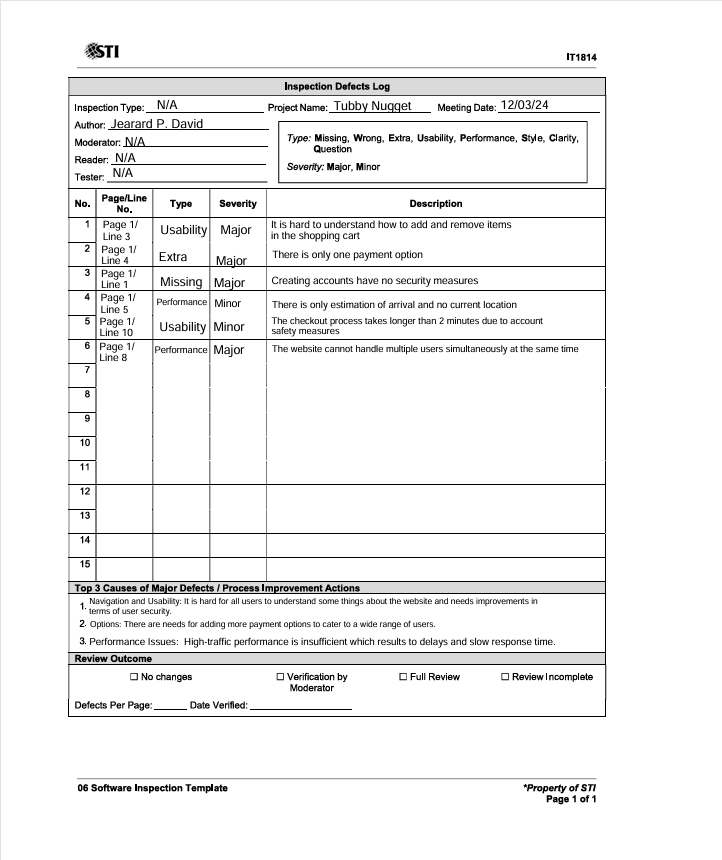 STI
IT1814
Inspection Defects Log
Inspection Type: N/A Project Name: Tubby Nugget Meeting Date: 12/03/24
Author: Jearard P. David
Moderator: N/A
Reader: N/A
Tester: N/A
Type: Missing, Wrong, Extra, Usability, Performance, Style, Clarity,
Question
Severity: Major, Minor
No. Page/Line No. Type Severity Description
1 Page 1/ Line 3 Usability Major It is hard to understand how to add and remove items
in the shopping cart
2 Page 1/ Line 4 Extra Major There is only one payment option
3 Page 1/ Line 1 Missing Major Creating accounts have no security measures
4 Page 1/ Line 5 Performance Minor There is only estimation of arrival and no current location
5 Page 1/ Line 10 Usability Minor The checkout process takes longer than 2 minutes due to account
safety measures
6 Page 1/ Line 8 Performance Major The website cannot handle multiple users simultaneously at the same time
7
8
9
10
11
12
13
14
15
Top 3 Causes of Major Defects / Process Improvement Actions
1. Navigation and Usability: It is hard for all users to understand some things about the website and needs improvements in
terms of user security.
2. Options: There are needs for adding more payment options to cater to a wide range of users.
3. Performance Issues: High-traffic performance is insufficient which results to delays and slow response time.
Review Outcome
☐ No changes ☐ Verification by Moderator ☐ Full Review ☐ Review Incomplete
Defects Per Page: _____ Date Verified: _____
06 Software Inspection Template
*Property of STI
Page 1 of 1